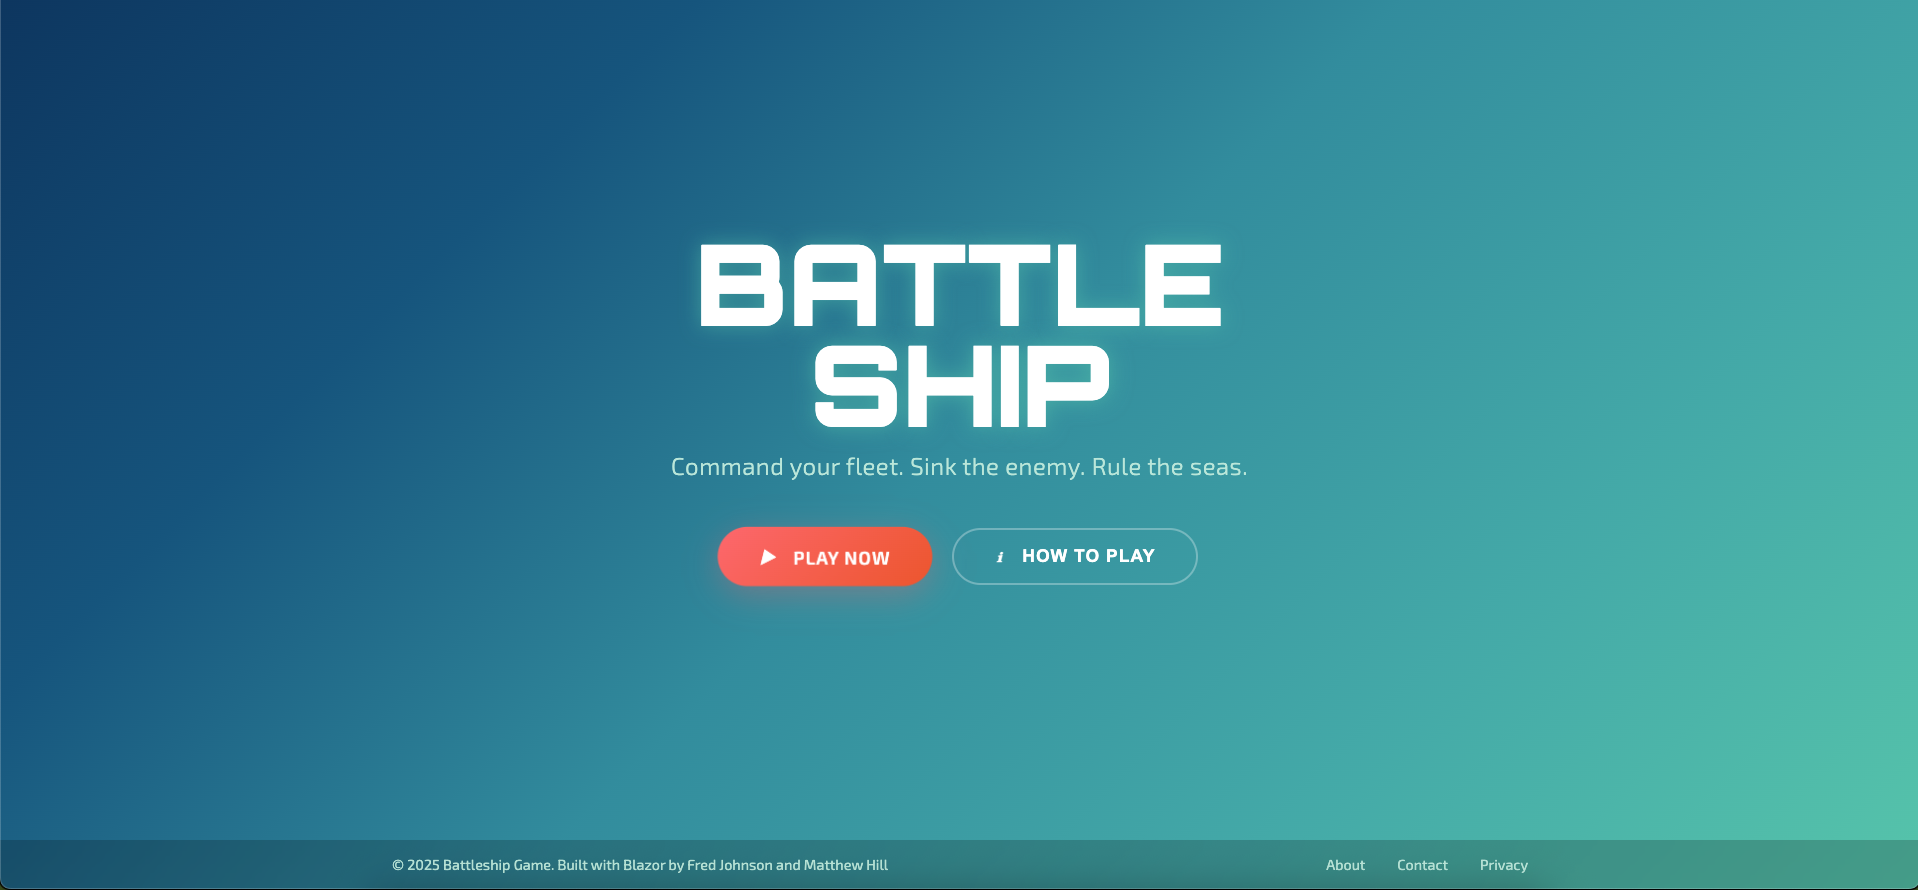 BATTLE
SHIP
Command your fleet. Sink the enemy. Rule the seas.
▶ PLAY NOW
i HOW TO PLAY
© 2025 Battleship Game. Built with Blazor by Fred Johnson and Matthew Hill
About Contact Privacy